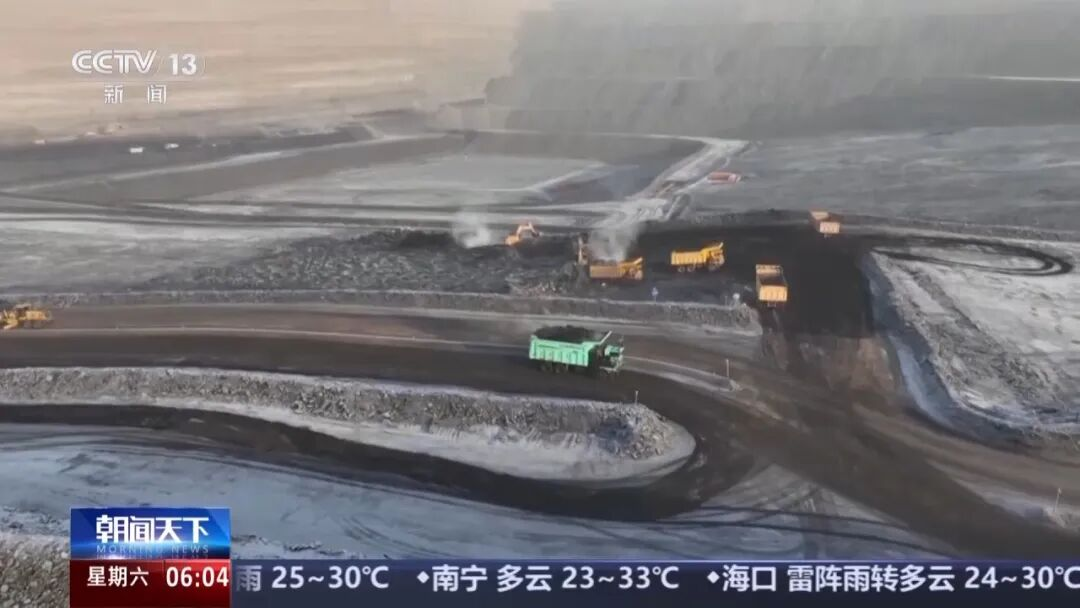 CCTV 13
新闻
朝闻天下
MORNING NEWS
星期六 06:04
雨 25~30℃ ◆南宁 多云 23~33℃ ◆海口 雷阵雨转多云 24~30℃